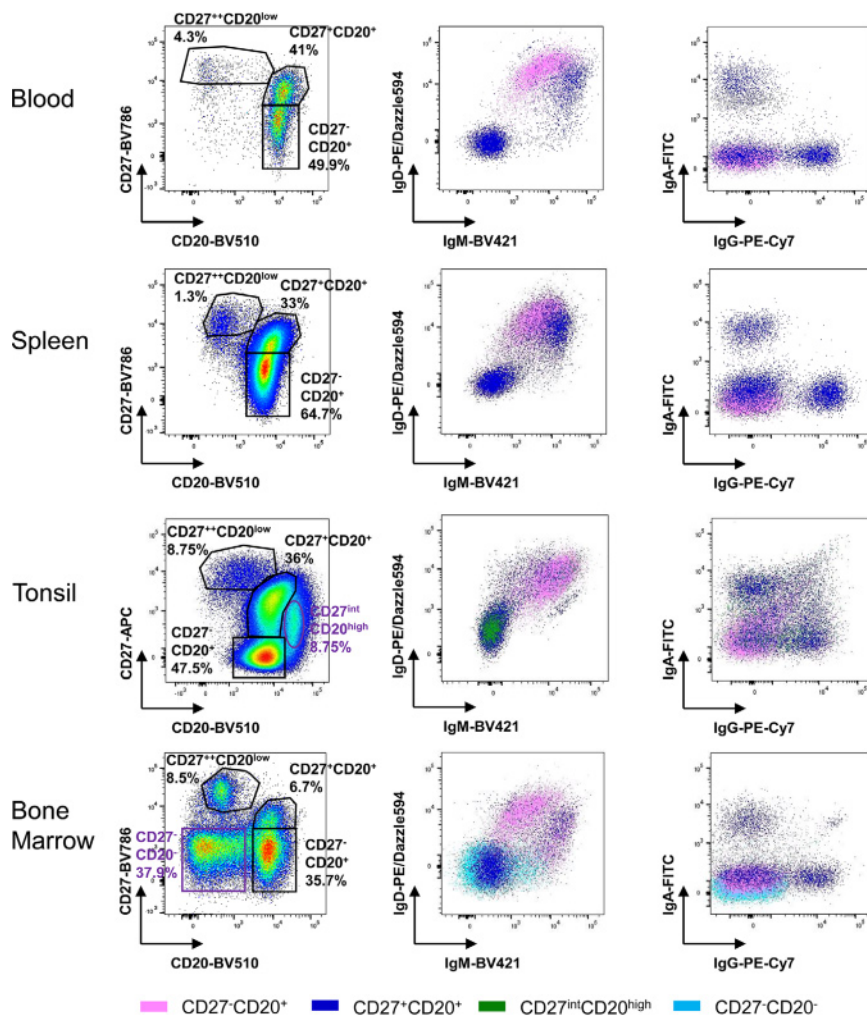 Blood
CD27⁺⁺CD20ˡᵒʷ
4.3%
CD27⁺CD20⁺
41%
CD27⁻
CD20⁺
49.9%
CD27-BV786
CD20-BV510
IgD-PE/Dazzle594
IgM-BV421
IgA-FITC
IgG-PE-Cy7
Spleen
CD27⁺⁺CD20ˡᵒʷ
1.3%
CD27⁺CD20⁺
33%
CD27⁻
CD20⁺
64.7%
CD27-BV786
CD20-BV510
IgD-PE/Dazzle594
IgM-BV421
IgA-FITC
IgG-PE-Cy7
Tonsil
CD27⁺⁺CD20ˡᵒʷ
8.75%
CD27⁺CD20⁺
36%
CD27ⁱⁿᵗ
CD20ʰⁱᵍʰ
8.75%
CD27⁻
CD20⁺
47.5%
CD27-APC
CD20-BV510
IgD-PE/Dazzle594
IgM-BV421
IgA-FITC
IgG-PE-Cy7
Bone
Marrow
CD27⁺⁺CD20ˡᵒʷ
8.5%
CD27⁺CD20⁺
6.7%
CD27⁻
CD20⁻
37.9%
CD27⁻
CD20⁺
35.7%
CD27-BV786
CD20-BV510
IgD-PE/Dazzle594
IgM-BV421
IgA-FITC
IgG-PE-Cy7
CD27⁻CD20⁺
CD27⁺CD20⁺
CD27ⁱⁿᵗCD20ʰⁱᵍʰ
CD27⁻CD20⁻